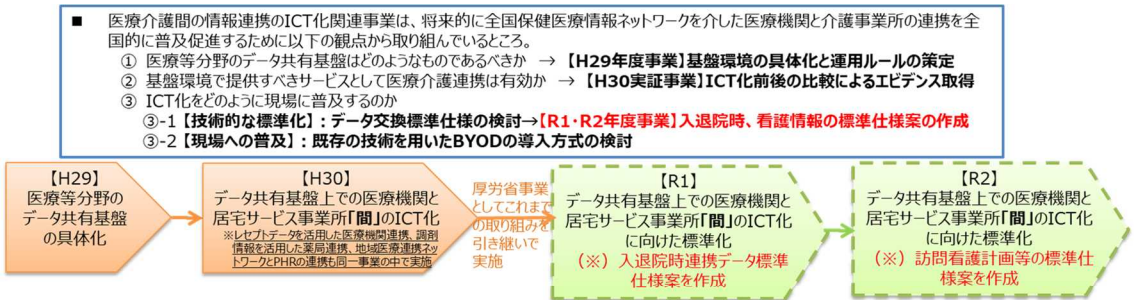 ■ 医療介護間の情報連携のICT化関連事業は、将来的に全国保健医療情報ネットワークを介した医療機関と介護事業所の連携を全
国的に普及促進するために以下の観点から取り組んでいるところ。
① 医療等分野のデータ共有基盤はどのようなものであるべきか → 【H29年度事業】基盤環境の具体化と運用ルールの策定
② 基盤環境で提供すべきサービスとして医療介護連携は有効か → 【H30実証事業】ICT化前後の比較によるエビデンス取得
③ ICT化をどのように現場に普及するのか
③-1【技術的な標準化】：データ交換標準仕様の検討→【R1・R2年度事業】入退院時、看護情報の標準仕様案の作成
③-2【現場への普及】：既存の技術を用いたBYODの導入方式の検討
【H29】
医療等分野の
データ共有基盤
の具体化
【H30】
データ共有基盤上での医療機関と
居宅サービス事業所「間」のICT化
※レセプトデータを活用した医療機関連携、調剤
情報を活用した薬局連携、地域医療連携ネッ
トワークとPHRの連携も同一事業の中で実施
厚労省事業
としてこれまで
の取り組みを
引き継いで
実施
【R1】
データ共有基盤上での医療機関と
居宅サービス事業所「間」のICT化
に向けた標準化
（※）入退院時連携データ標準
仕様案を作成
【R2】
データ共有基盤上での医療機関と
居宅サービス事業所「間」のICT化
に向けた標準化
（※）訪問看護計画等の標準仕
様案を作成